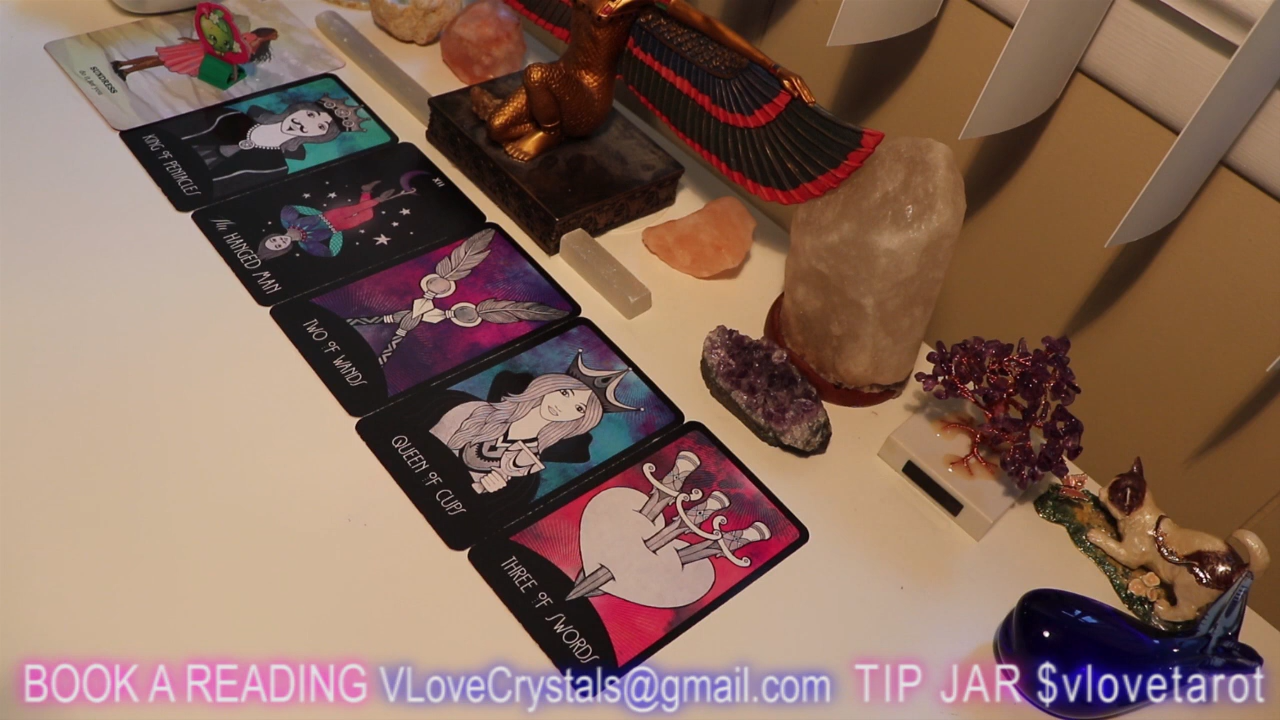 SUNDRESS
KING OF PENTACLES
XII
HANGED MAN
TWO OF WANDS
QUEEN OF CUPS
THREE OF SWORDS
BOOK A READING VLoveCrystals@gmail.com TIP JAR $vlovetarot